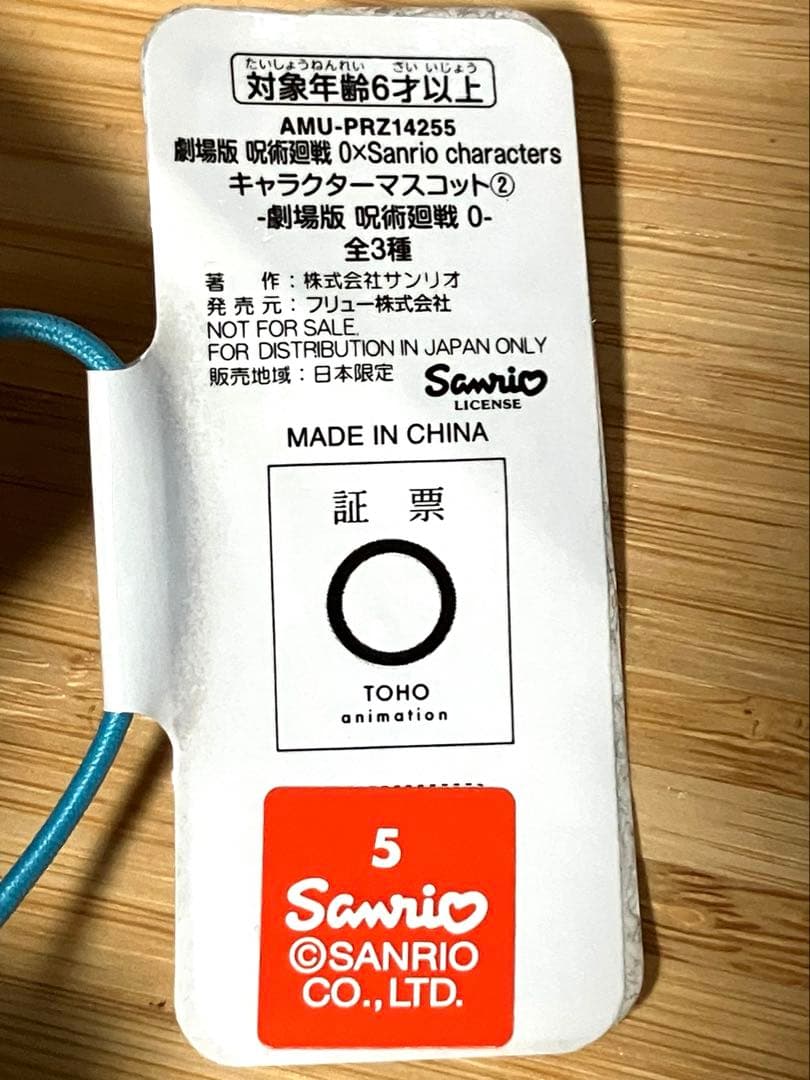 たいしょうねんれい さい いじょう
対象年齢6才以上
AMU-PRZ14255
劇場版 呪術廻戦 0×Sanrio characters
キャラクターマスコット②
-劇場版 呪術廻戦 0-
全3種
著 作：株式会社サンリオ
発売元：フリュー株式会社
NOT FOR SALE.
FOR DISTRIBUTION IN JAPAN ONLY
販売地域：日本限定
Sanrio
LICENSE
MADE IN CHINA
証 票
TOHO
animation
5
Sanrio
©SANRIO
CO.,LTD.